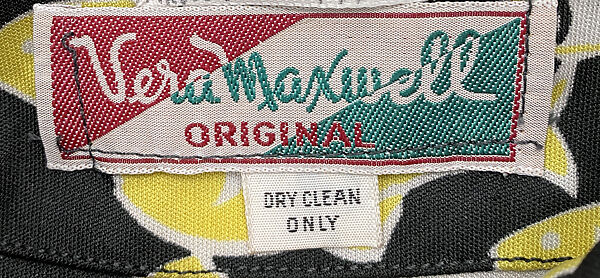 Vera Maxwell
ORIGINAL
DRY CLEAN
ONLY